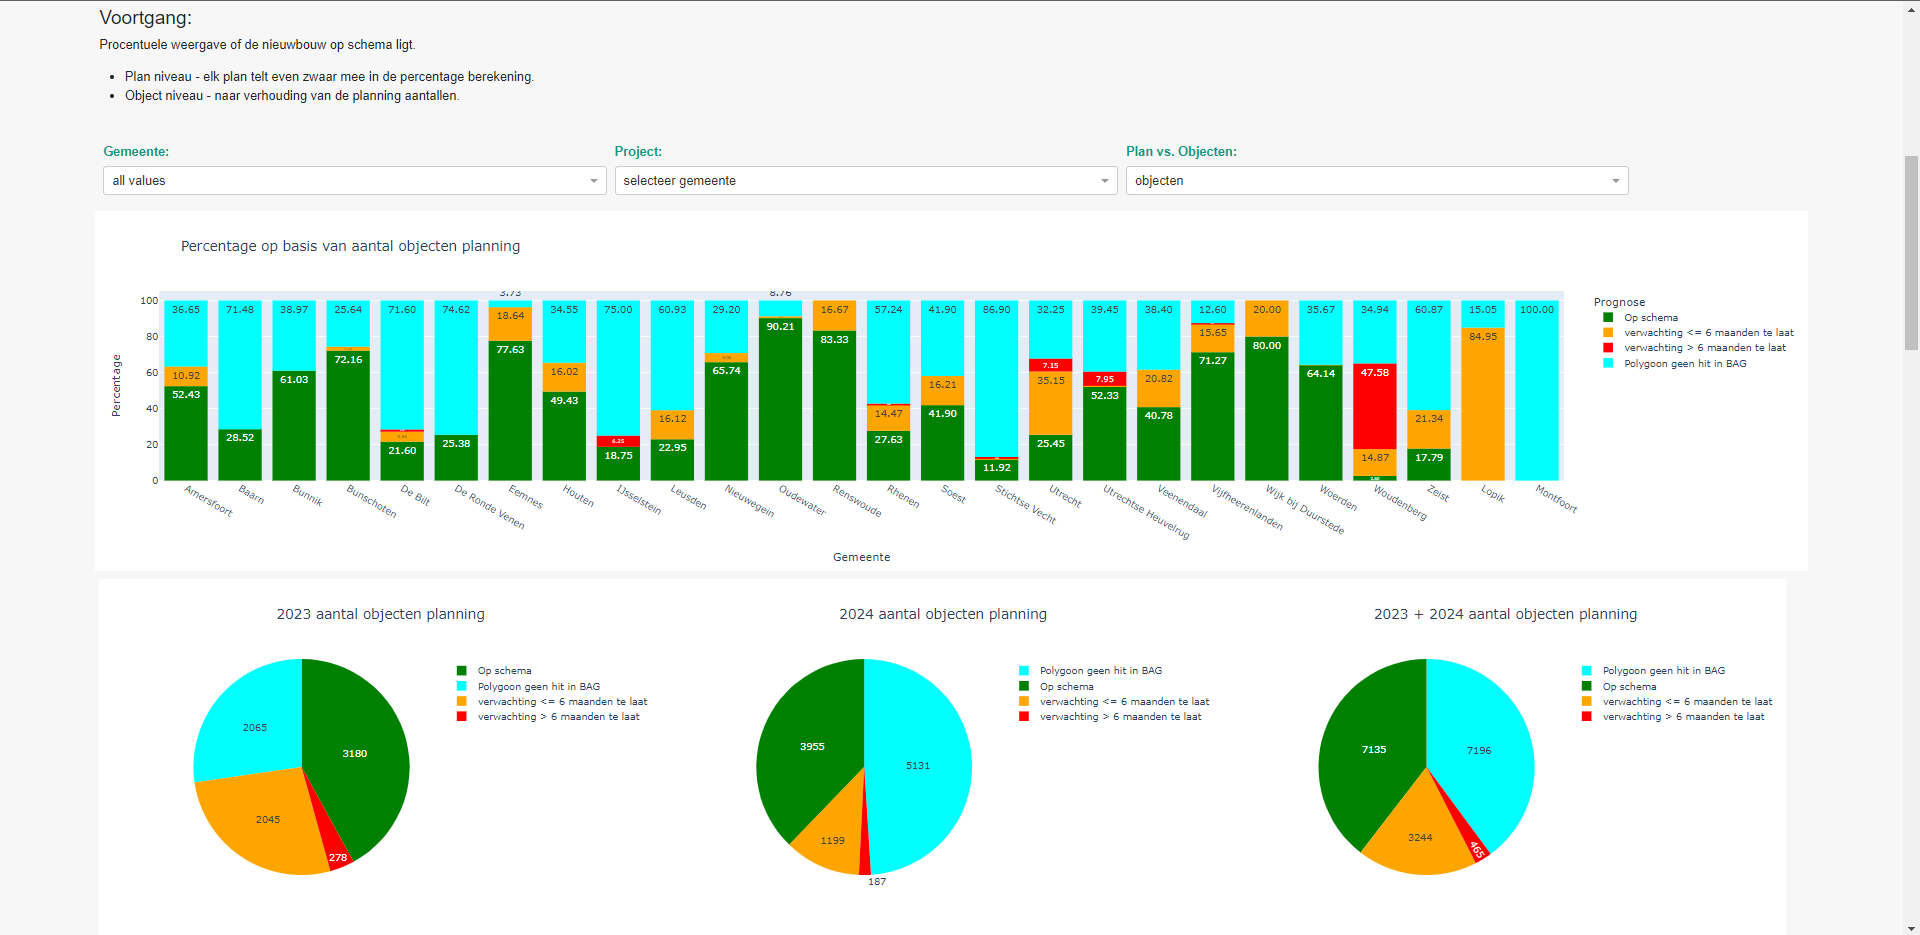 Voortgang:
Procentuele weergave of de nieuwbouw op schema ligt.
• Plan niveau - elk plan telt even zwaar mee in de percentage berekening.
• Object niveau - naar verhouding van de planning aantallen.
Gemeente: Project: Plan vs. Objecten:
all values selecteer gemeente objecten
Percentage op basis van aantal objecten planning
3.73 8.76
100 36.65 71.48 38.97 25.64 71.60 74.62 18.64 34.55 75.00 60.93 29.20 90.21 16.67 57.24 41.90 86.90 32.25 39.45 38.40 12.60 20.00 35.67 34.94 60.87 15.05 100.00
80 72.16 77.63 83.33 15.65 84.95
60 10.92 61.03 16.02 65.74 7.15 7.95 71.27 80.00 64.14 47.58
52.43 49.43 16.21 35.15 52.33 20.82
40 28.52 16.12 14.47 41.90 40.78 21.34
20 21.60 25.38 6.25 22.95 27.63 25.45 14.87
18.75 11.92 17.79
0
Percentage
Amersfoort Baarn Bunnik Bunschoten De Bilt De Ronde Venen Eemnes Houten IJsselstein Leusden Nieuwegein Oudewater Renswoude Rhenen Soest Stichtse Vecht Utrecht Utrechtse Heuvelrug Veenendaal Vijfheerenlanden Wijk bij Duurstede Woerden Woudenberg Zeist Lopik Montfoort
Gemeente
Prognose
Op schema
verwachting <= 6 maanden te laat
verwachting > 6 maanden te laat
Polygoon geen hit in BAG
2023 aantal objecten planning
Op schema
Polygoon geen hit in BAG
verwachting <= 6 maanden te laat
verwachting > 6 maanden te laat
2065
3180
2045
278
2024 aantal objecten planning
Polygoon geen hit in BAG
Op schema
verwachting <= 6 maanden te laat
verwachting > 6 maanden te laat
3955
5131
1199
187
2023 + 2024 aantal objecten planning
Polygoon geen hit in BAG
Op schema
verwachting <= 6 maanden te laat
verwachting > 6 maanden te laat
7135
7196
3244
465